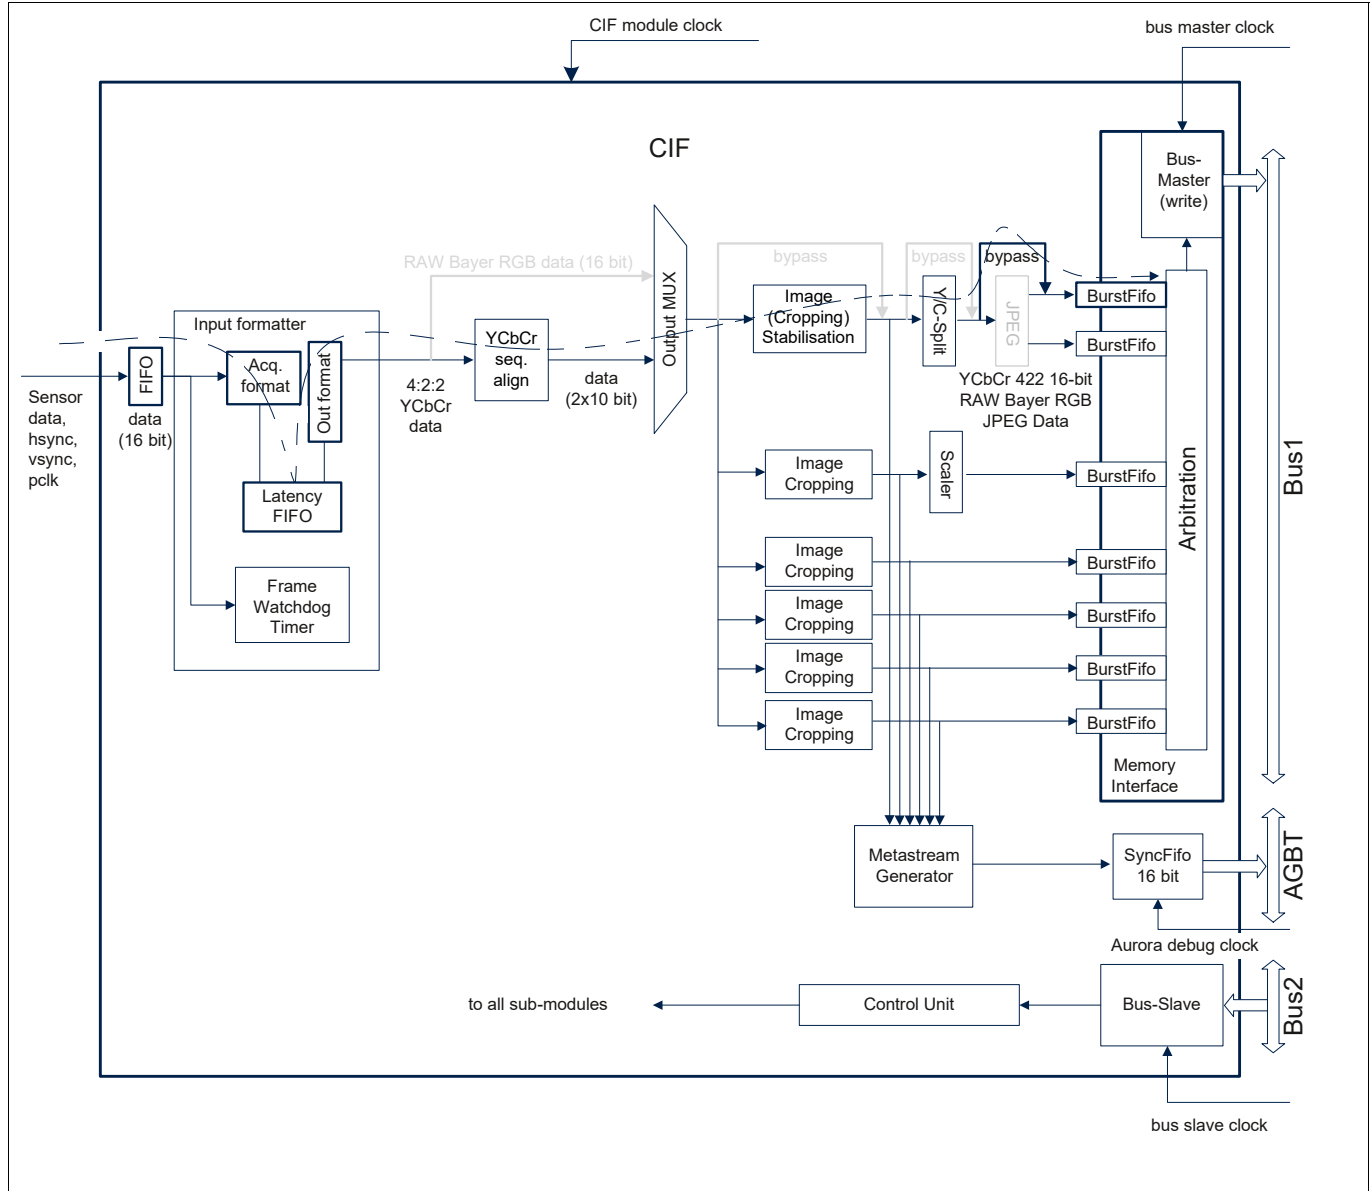 CIF module clock
bus master clock
CIF
Bus-
Master
(write)
RAW Bayer RGB data (16 bit)
bypass
bypass
bypass
Input formatter
FIFO
Acq.
format
Out format
Latency
FIFO
Frame
Watchdog
Timer
Sensor
data,
hsync,
vsync,
pclk
data
(16 bit)
4:2:2
YCbCr
data
YCbCr
seq.
align
data
(2x10 bit)
Output MUX
Image
(Cropping)
Stabilisation
Y/C-Split
JPEG
BurstFifo
BurstFifo
YCbCr 422 16-bit
RAW Bayer RGB
JPEG Data
Image
Cropping
Scaler
BurstFifo
Image
Cropping
BurstFifo
Image
Cropping
BurstFifo
Image
Cropping
BurstFifo
Image
Cropping
BurstFifo
Arbitration
Memory
Interface
Bus1
Metastream
Generator
SyncFifo
16 bit
AGBT
Aurora debug clock
to all sub-modules
Control Unit
Bus-Slave
Bus2
bus slave clock